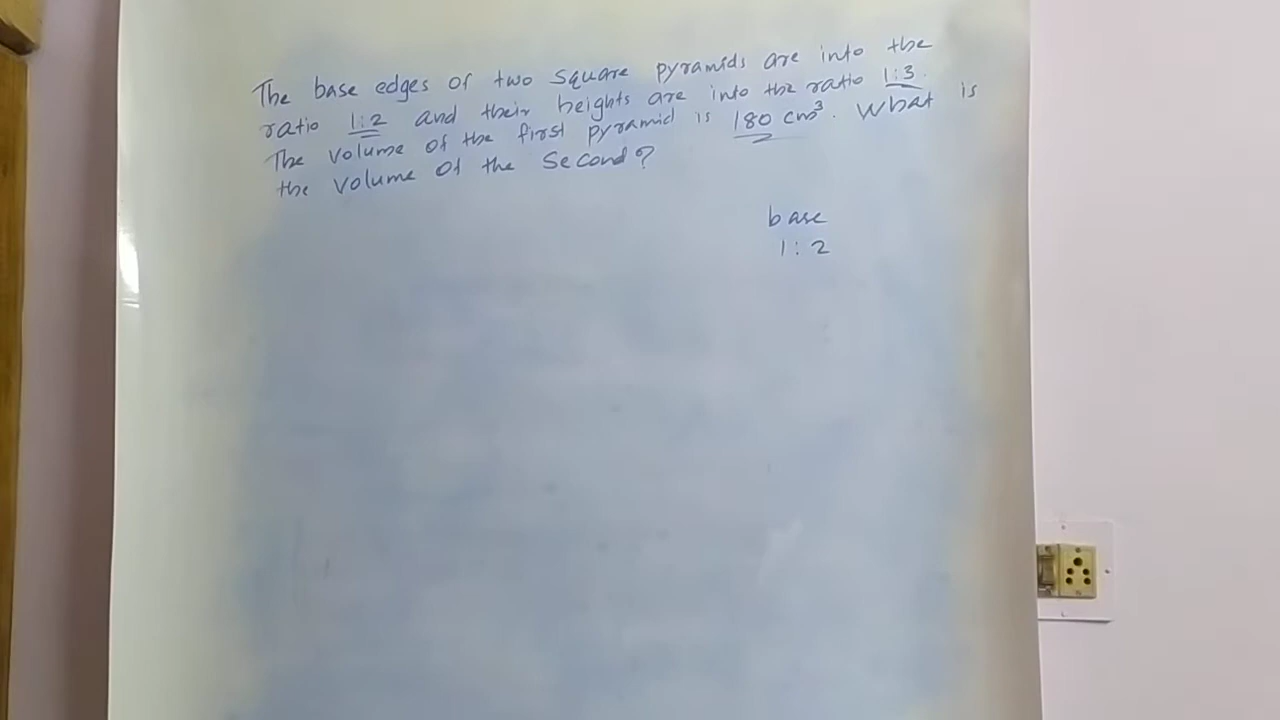 The base edges of two square pyramids are into the
ratio 1:2 and their heights are into the ratio 1:3.
The volume of the first pyramid is 180 cm³. What is
the volume of the second?
base
1:2